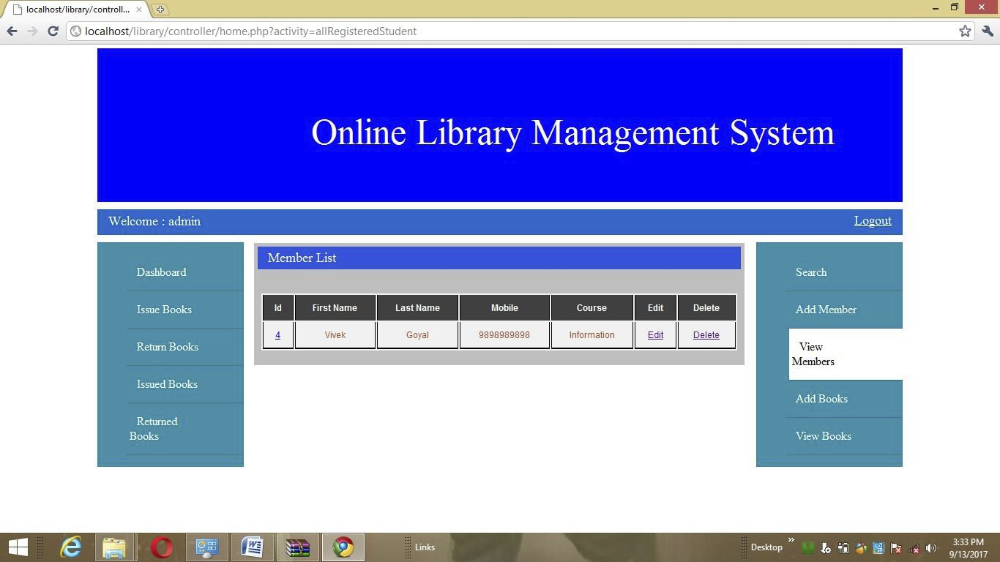 localhost/library/controll...
localhost/library/controller/home.php?activity=allRegisteredStudent
Online Library Management System
Welcome : admin
Logout
Dashboard
Issue Books
Return Books
Issued Books
Returned
Books
Member List
Id First Name Last Name Mobile Course Edit Delete
4 Vivek Goyal 9898989898 Information Edit Delete
Search
Add Member
View
Members
Add Books
View Books
Links
Desktop
3:33 PM
9/13/2017